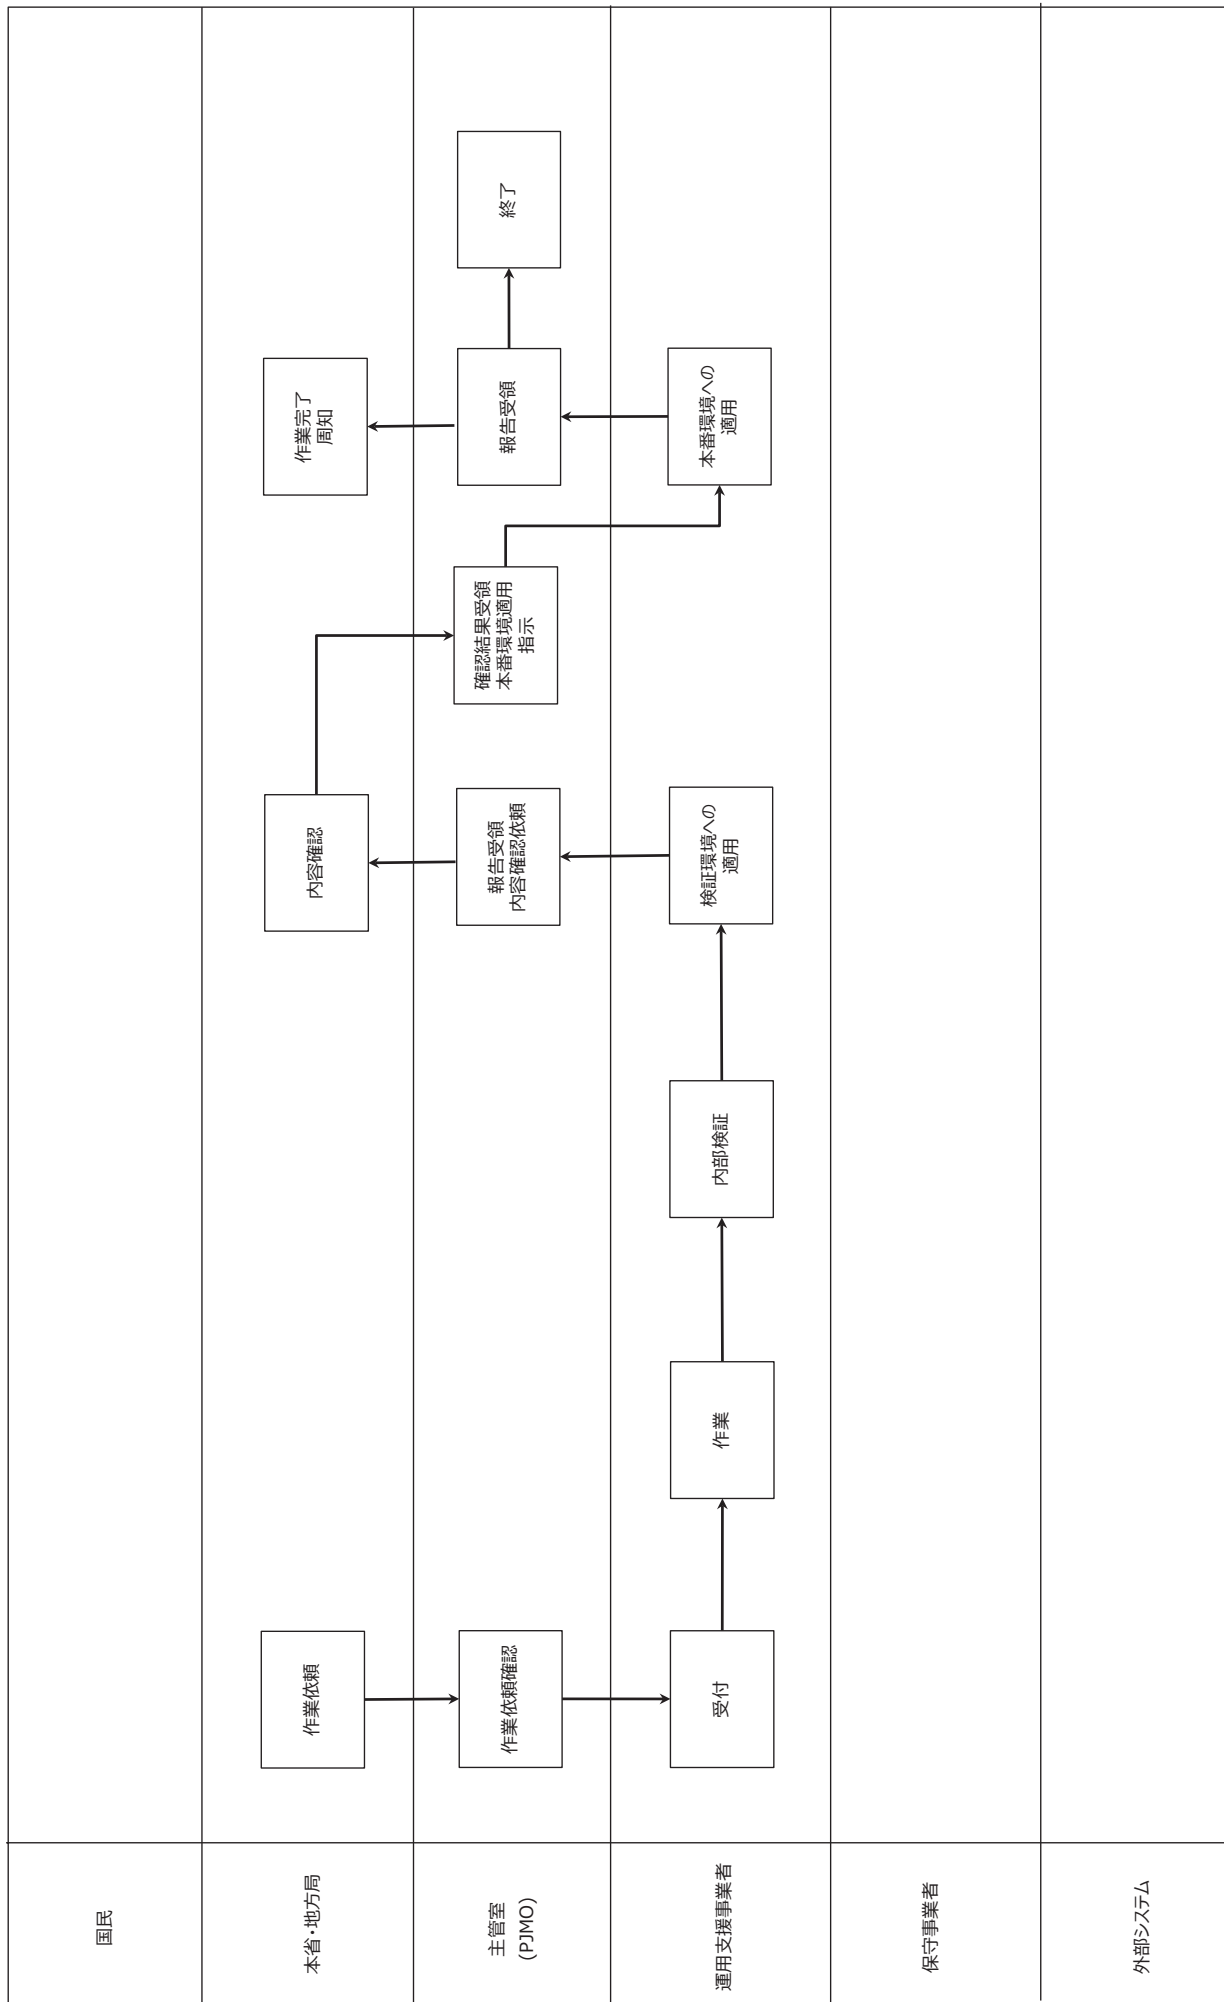 国民
本省・地方局
作業依頼
内容確認
作業完了
周知
主管室
(PJMO)
作業依頼確認
報告受領
内容確認依頼
確認結果受領
本番環境適用
指示
報告受領
終了
運用支援事業者
受付
作業
内部検証
検証環境への
適用
本番環境への
適用
保守事業者
外部システム